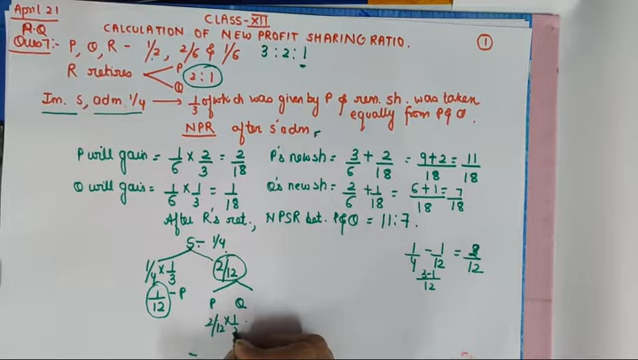 April 21
CLASS-XII
P.Q
CALCULATION OF NEW PROFIT SHARING RATIO.
Ques 7:- P, Q, R - 1/2, 2/6 & 1/6 3:2:1
1
R retires P 2:1
Q
Im. S, adm. 1/4 → 1/3 of which was given by P & rem. sh. was taken
equally from P & Q.
NPR after S'adm.
P will gain = 1/6 × 2/3 = 2/18 P's new sh = 3/6 + 2/18 = 9+2/18 = 11/18
Q will gain = 1/6 × 1/3 = 1/18 Q's new sh = 2/6 + 1/18 = 6+1/18 = 7/18
After R's ret., NPSR bet. P & Q = 11:7.
S - 1/4
1/4 × 1/3 2/12 1/4 - 1/12 = 2/12
1/12 - P 3-1/12
P Q
2/12 × 1/2